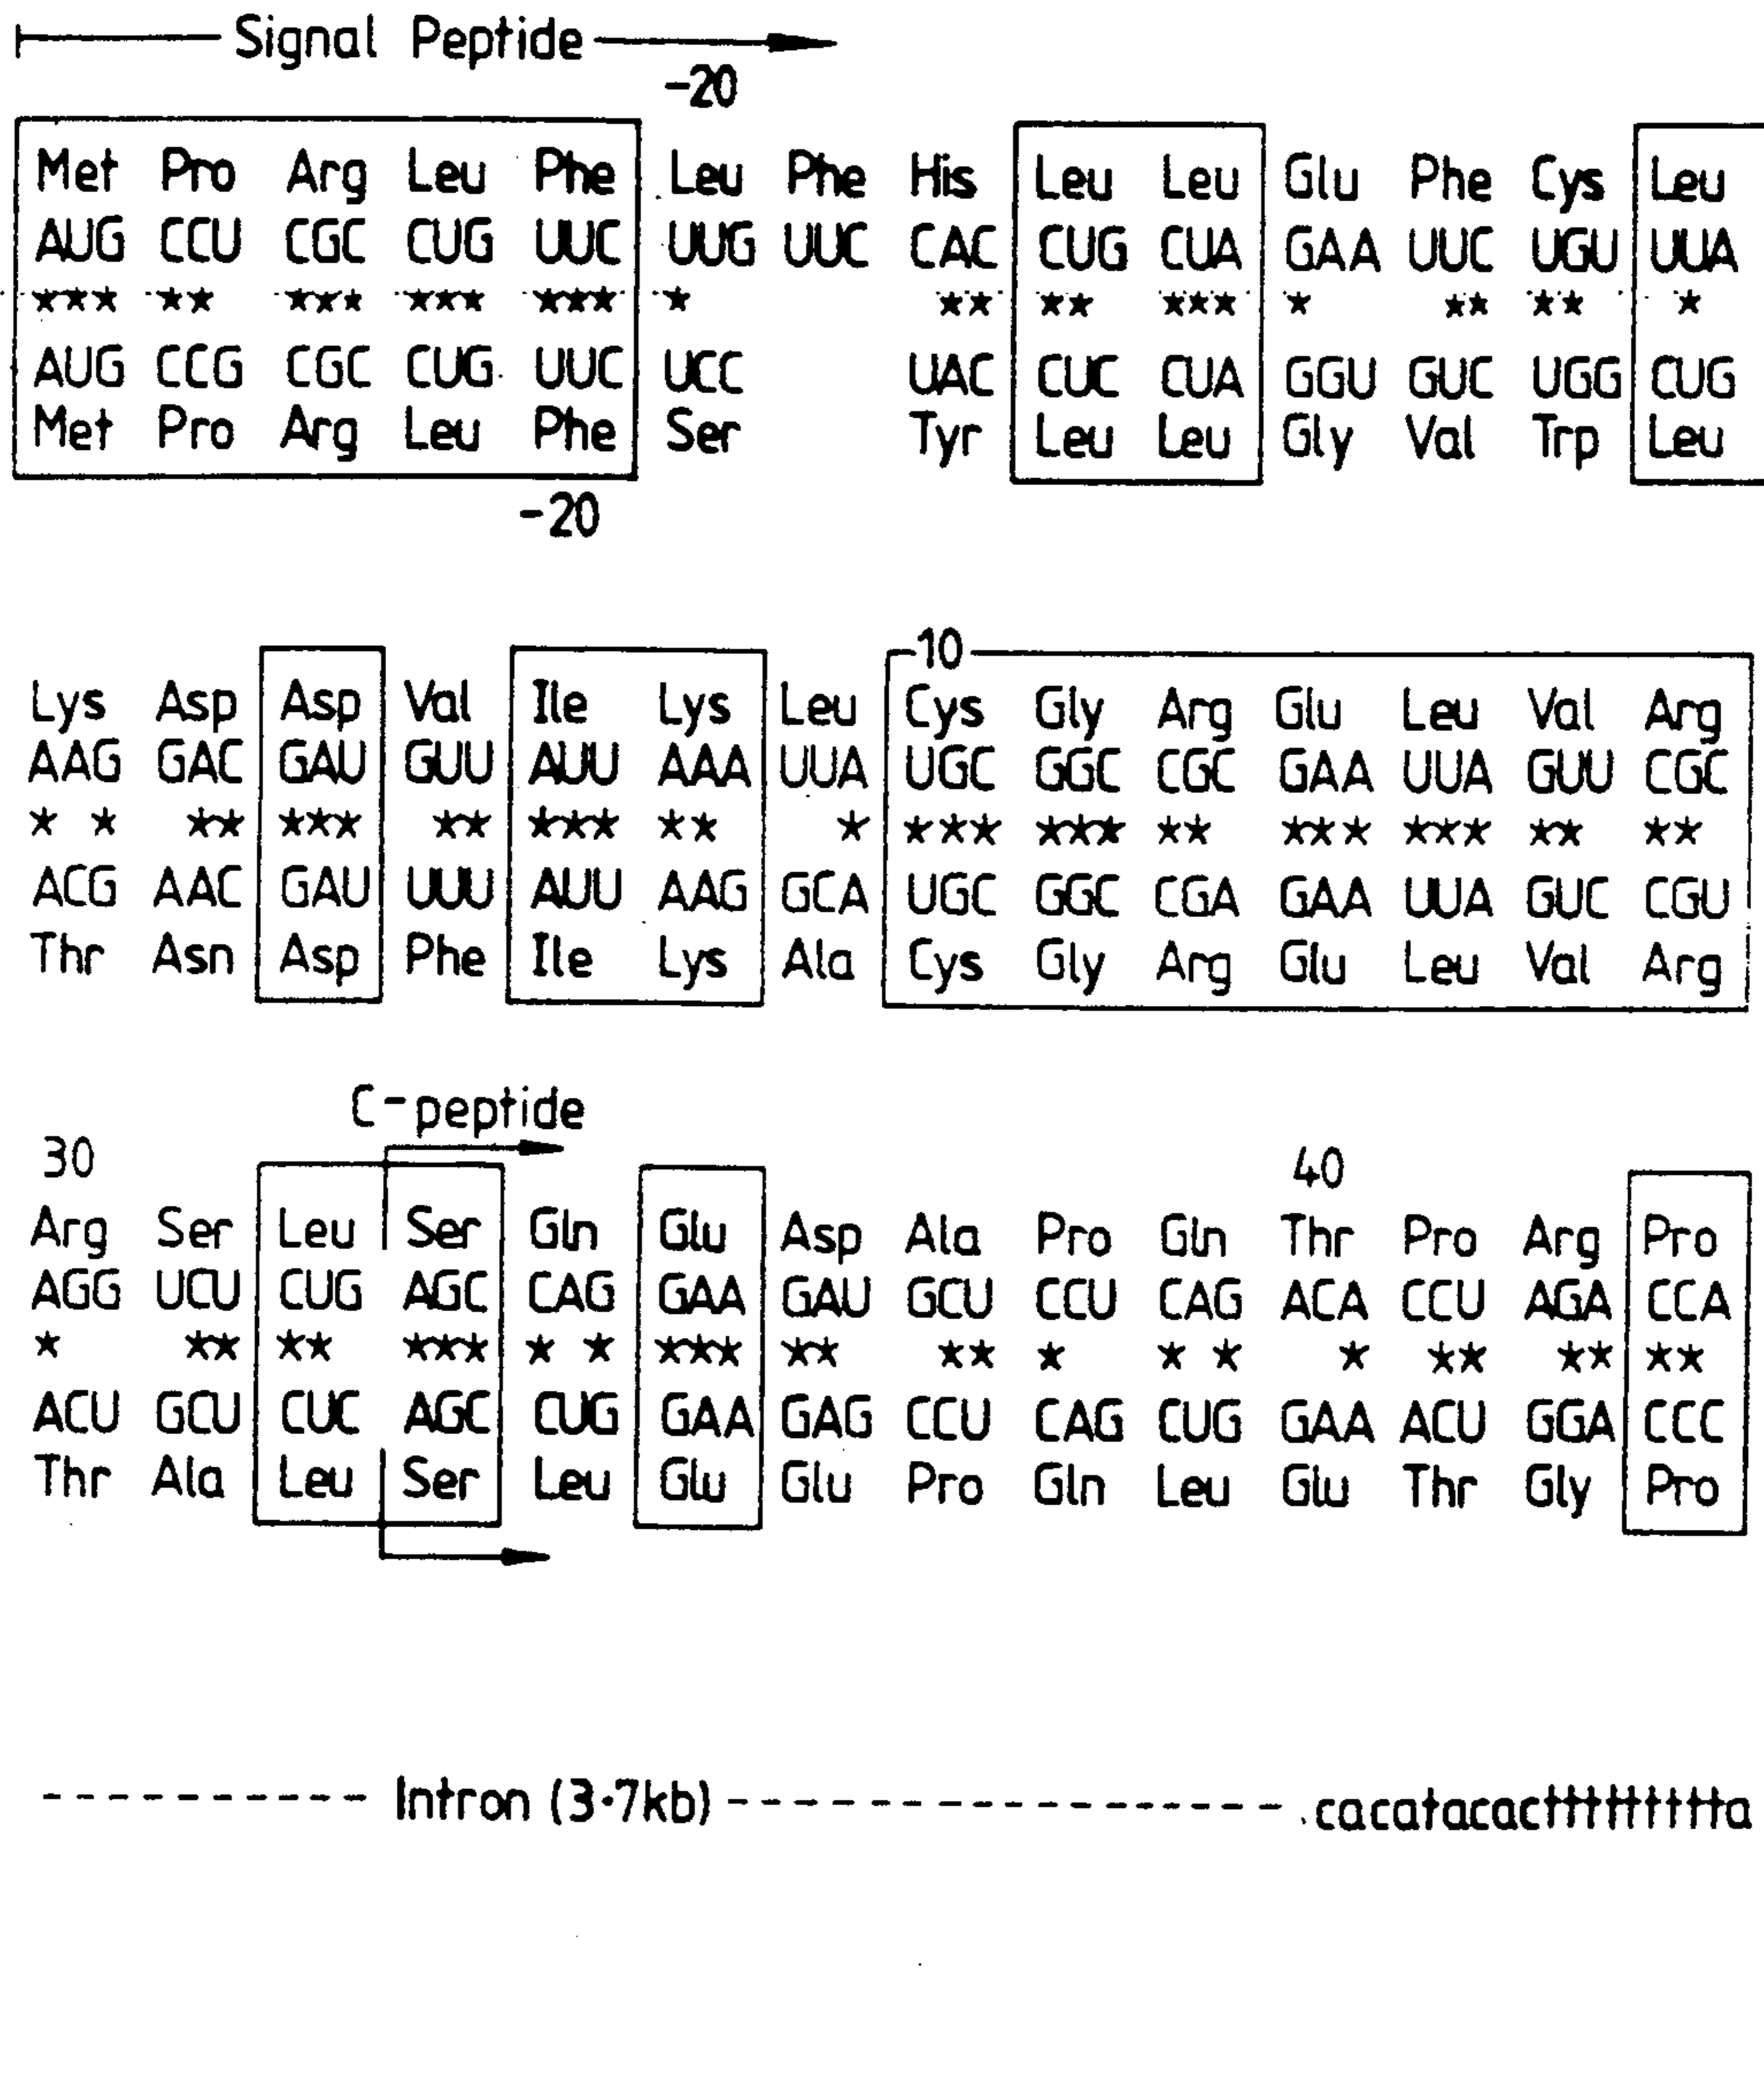 Signal Peptide
-20
Met Pro Arg Leu Phe Leu Phe His Leu Leu Glu Phe Cys Leu
AUG CCU CGC CUG UUC UUG UUC CAC CUG CUA GAA UUC UGU UUA
*** ** *** *** *** * ** ** *** * ** ** *
AUG CCG CGC CUG UUC UCC UAC CUC CUA GGU GUC UGG CUG
Met Pro Arg Leu Phe Ser Tyr Leu Leu Gly Val Trp Leu
-20
-10
Lys Asp Asp Val Ile Lys Leu Cys Gly Arg Glu Leu Val Arg
AAG GAC GAU GUU AUU AAA UUA UGC GGC CGC GAA UUA GUU CGC
* * ** *** ** *** ** * *** *** ** *** *** ** **
ACG AAC GAU UUU AUU AAG GCA UGC GGC CGA GAA UUA GUC CGU
Thr Asn Asp Phe Ile Lys Ala Cys Gly Arg Glu Leu Val Arg
C-peptide
30 40
Arg Ser Leu Ser Gln Glu Asp Ala Pro Gln Thr Pro Arg Pro
AGG UCU CUG AGC CAG GAA GAU GCU CCU CAG ACA CCU AGA CCA
* ** ** *** * * *** ** ** * * * * ** ** **
ACU GCU CUC AGC CUG GAA GAG CCU CAG CUG GAA ACU GGA CCC
Thr Ala Leu Ser Leu Glu Glu Pro Gln Leu Glu Thr Gly Pro
---------- Intron (3·7kb) ---------------- cacatacactttttttttta